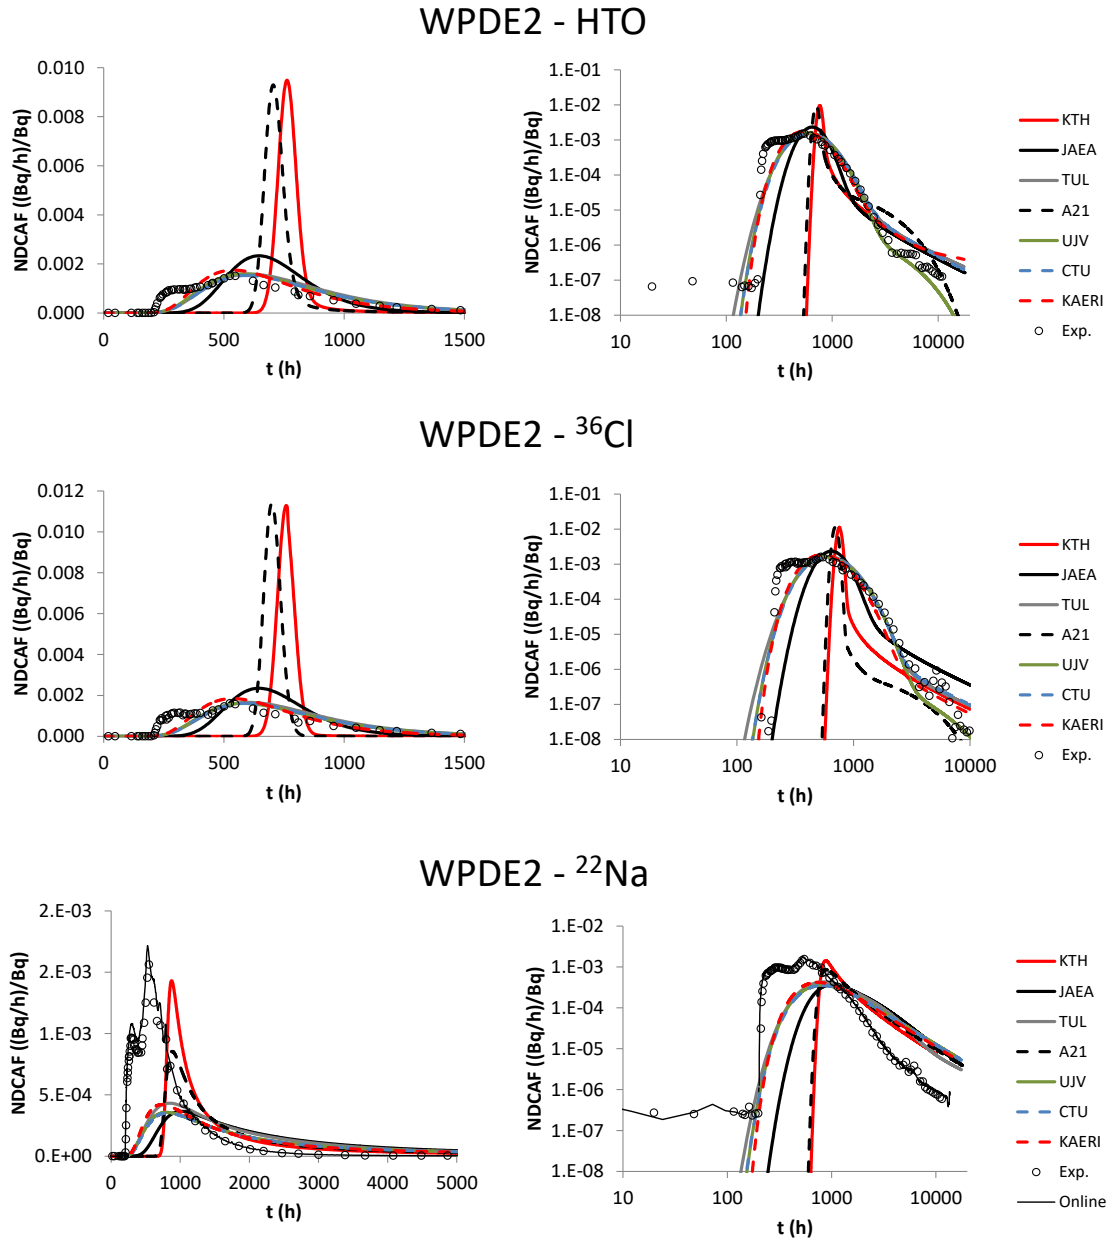 WPDE2 - HTO
NDCAF ((Bq/h)/Bq)
0.010
0.008
0.006
0.004
0.002
0.000
0
500
1000
1500
t (h)
NDCAF ((Bq/h)/Bq)
1.E-01
1.E-02
1.E-03
1.E-04
1.E-05
1.E-06
1.E-07
1.E-08
10
100
1000
10000
t (h)
KTH
JAEA
TUL
A21
UJV
CTU
KAERI
Exp.
WPDE2 - ³⁶Cl
NDCAF ((Bq/h)/Bq)
0.012
0.010
0.008
0.006
0.004
0.002
0.000
0
500
1000
1500
t (h)
NDCAF ((Bq/h)/Bq)
1.E-01
1.E-02
1.E-03
1.E-04
1.E-05
1.E-06
1.E-07
1.E-08
10
100
1000
10000
t (h)
KTH
JAEA
TUL
A21
UJV
CTU
KAERI
Exp.
WPDE2 - ²²Na
NDCAF ((Bq/h)/Bq)
2.E-03
2.E-03
1.E-03
5.E-04
0.E+00
0
1000
2000
3000
4000
5000
t (h)
NDCAF ((Bq/h)/Bq)
1.E-02
1.E-03
1.E-04
1.E-05
1.E-06
1.E-07
1.E-08
10
100
1000
10000
t (h)
KTH
JAEA
TUL
A21
UJV
CTU
KAERI
Exp.
Online